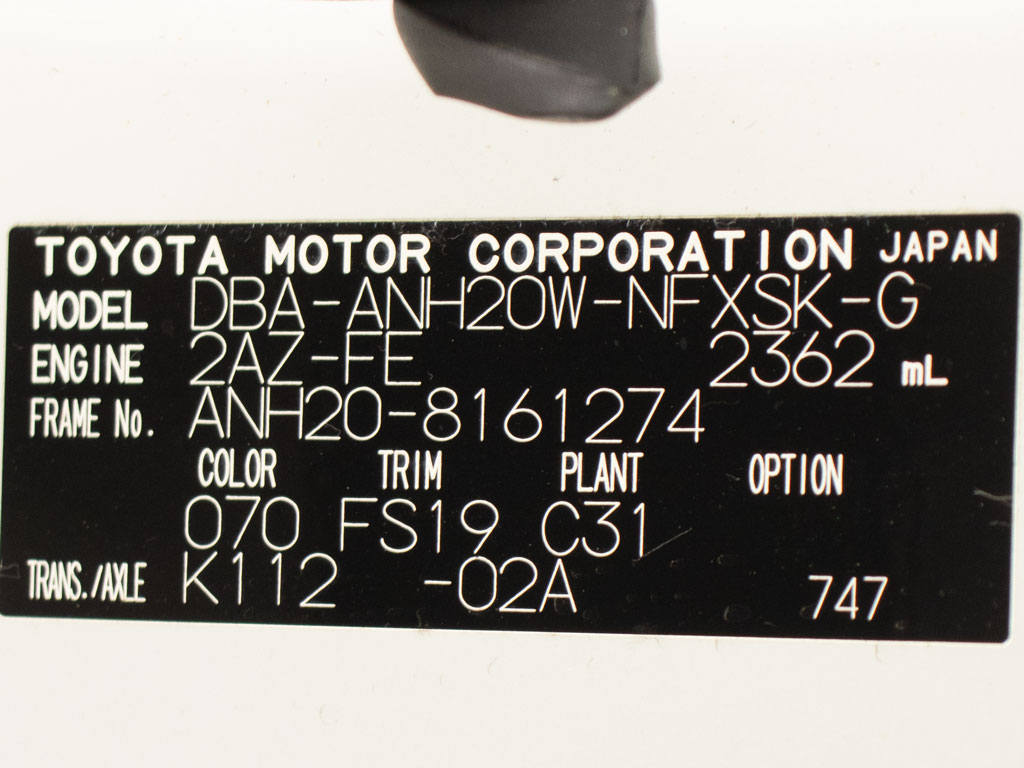 TOYOTA MOTOR CORPORATION JAPAN
MODEL DBA-ANH20W-NFXSK-G
ENGINE 2AZ-FE 2362 mL
FRAME No. ANH20-8161274
COLOR TRIM PLANT OPTION
070 FS19 C31
TRANS./AXLE K112 -02A 747